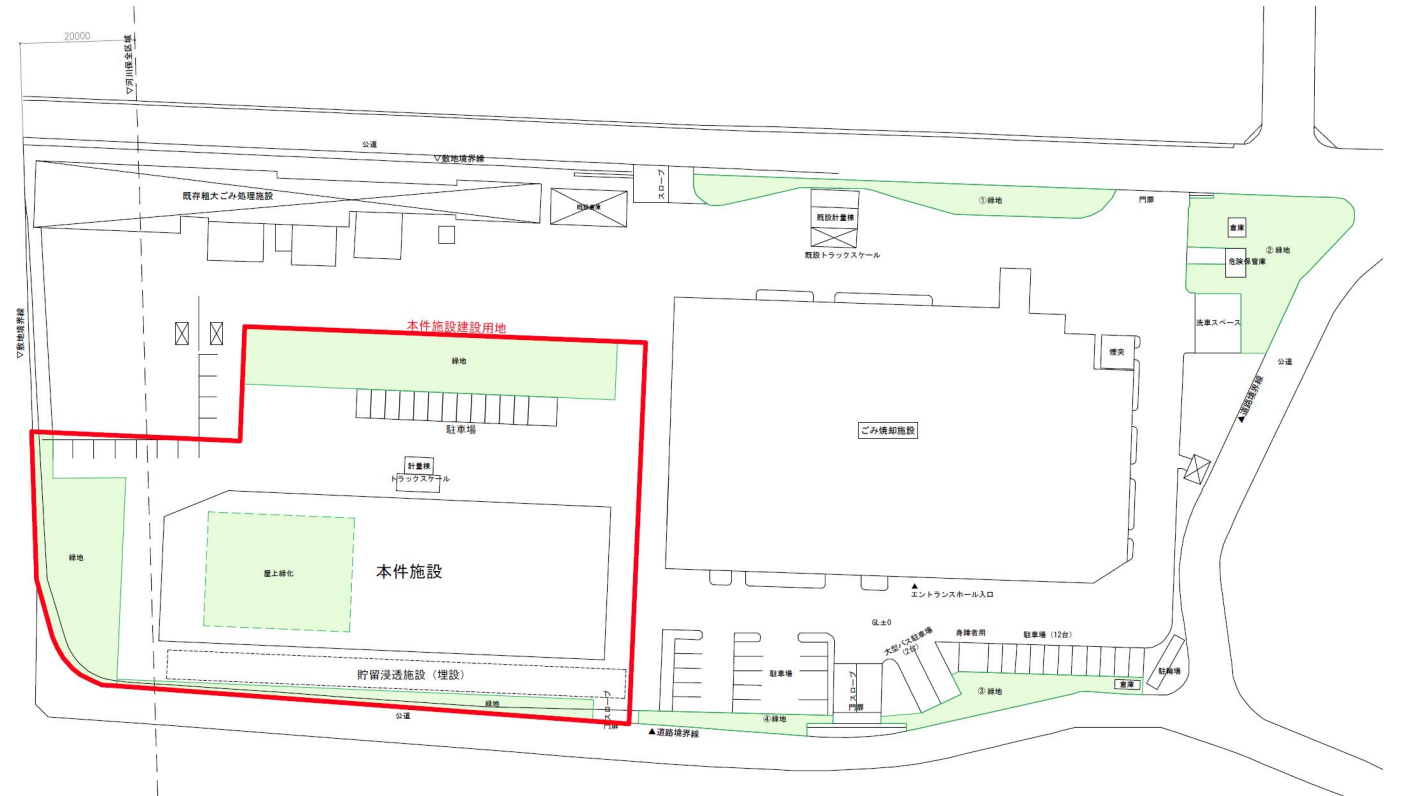 20000
▽河川保全区域
公道
▽敷地境界線
既存粗大ごみ処理施設
既設倉庫
スロープ
既設計量棟
既設トラックスケール
①緑地
門扉
倉庫
②緑地
危険保管庫
洗車スペース
公道
▲道路境界線
▽敷地境界線
本件施設建設用地
緑地
駐車場
計量棟
トラックスケール
煙突
ごみ焼却施設
緑地
屋上緑化
本件施設
貯留浸透施設（埋設）
緑地
スロープ
門扉
公道
▲道路境界線
▲
エントランスホール入口
GL±0
大型バス駐車場
（2台）
身障者用
駐車場（12台）
駐車場
スロープ
門扉
③緑地
倉庫
駐輪場
④緑地